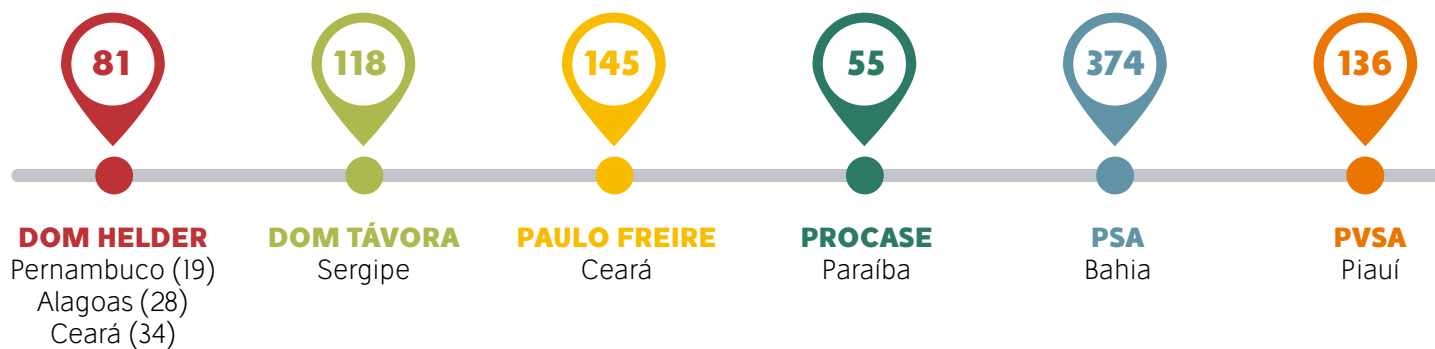 81
118
145
55
374
136
DOM HELDER
Pernambuco (19)
Alagoas (28)
Ceará (34)
DOM TÁVORA
Sergipe
PAULO FREIRE
Ceará
PROCASE
Paraíba
PSA
Bahia
PVSA
Piauí